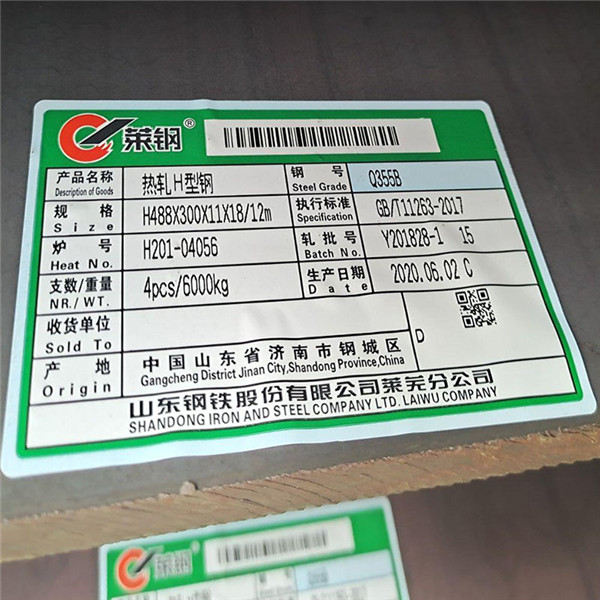 莱钢®
产品名称 热轧H型钢 钢号 Q355B
Description of Goods Steel Grade
规格 H488X300X11X18/12m 执行标准 GB/T11263-2017
Size Specification
炉号 H201-04056 轧批号 Y201828-1 15
Heat No. Batch No.
支数/重量 4pcs/6000kg 生产日期 2020.06.02 C
NR./WT. Date
收货单位
Sold To D
产地 中国山东省济南市钢城区
Origin Gangcheng District Jinan City,Shandong Province,China
山东钢铁股份有限公司莱芜分公司
SHANDONG IRON AND STEEL COMPANY LTD. LAIWU COMPANY
莱钢®